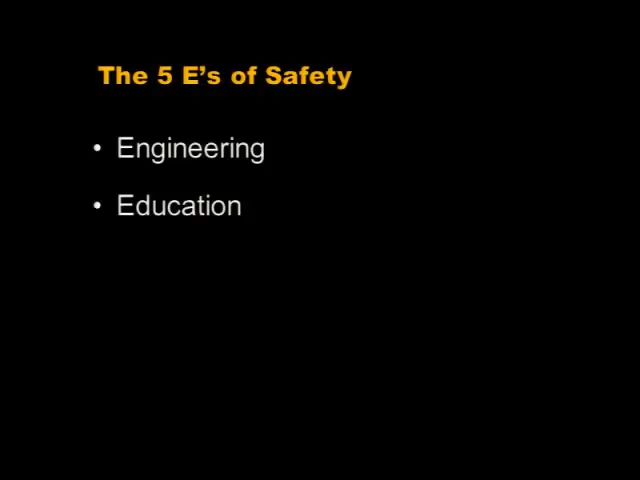 The 5 E’s of Safety
• Engineering
• Education